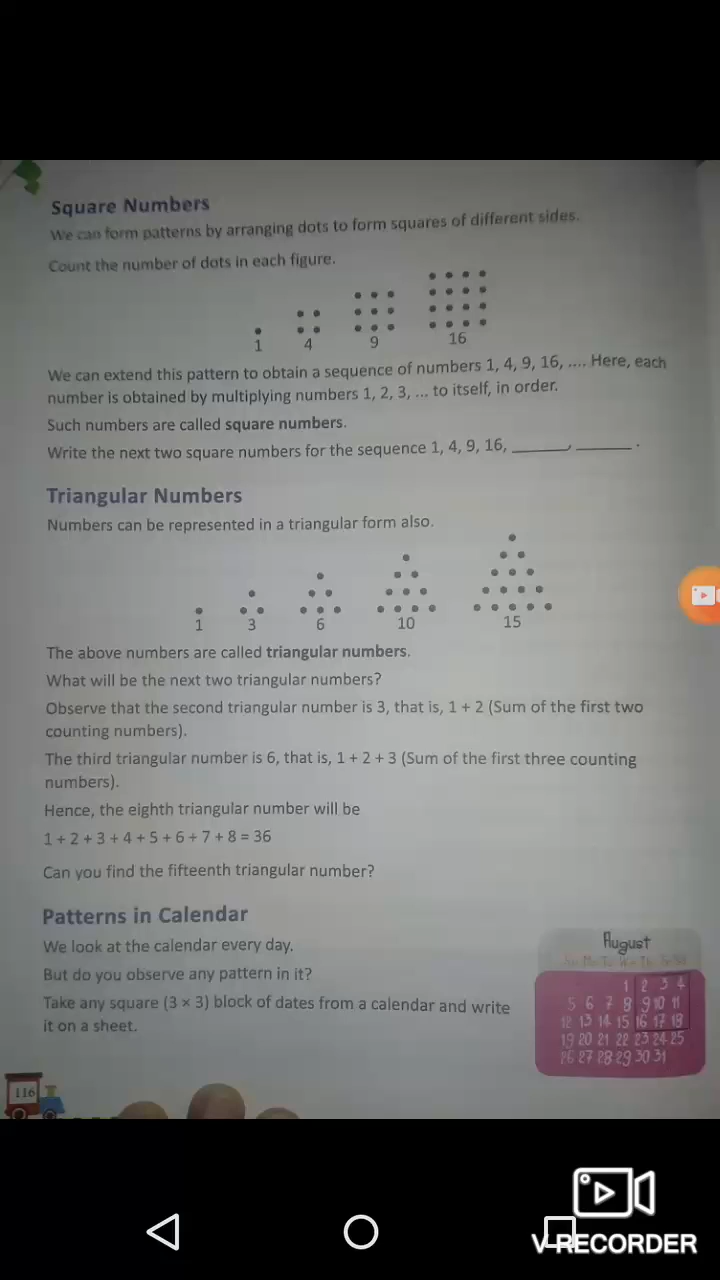 Square Numbers
We can form patterns by arranging dots to form squares of different sides.
Count the number of dots in each figure.
1 4 9 16
We can extend this pattern to obtain a sequence of numbers 1, 4, 9, 16, .... Here, each
number is obtained by multiplying numbers 1, 2, 3, ... to itself, in order.
Such numbers are called square numbers.
Write the next two square numbers for the sequence 1, 4, 9, 16, ______, ______ .
Triangular Numbers
Numbers can be represented in a triangular form also.
1 3 6 10 15
The above numbers are called triangular numbers.
What will be the next two triangular numbers?
Observe that the second triangular number is 3, that is, 1 + 2 (Sum of the first two
counting numbers).
The third triangular number is 6, that is, 1 + 2 + 3 (Sum of the first three counting
numbers).
Hence, the eighth triangular number will be
1 + 2 + 3 + 4 + 5 + 6 + 7 + 8 = 36
Can you find the fifteenth triangular number?
Patterns in Calendar
We look at the calendar every day.
But do you observe any pattern in it?
Take any square (3 × 3) block of dates from a calendar and write
it on a sheet.
August
1 2 3 4
5 6 7 8 9 10 11
12 13 14 15 16 17 18
19 20 21 22 23 24 25
26 27 28 29 30 31
116
V RECORDER